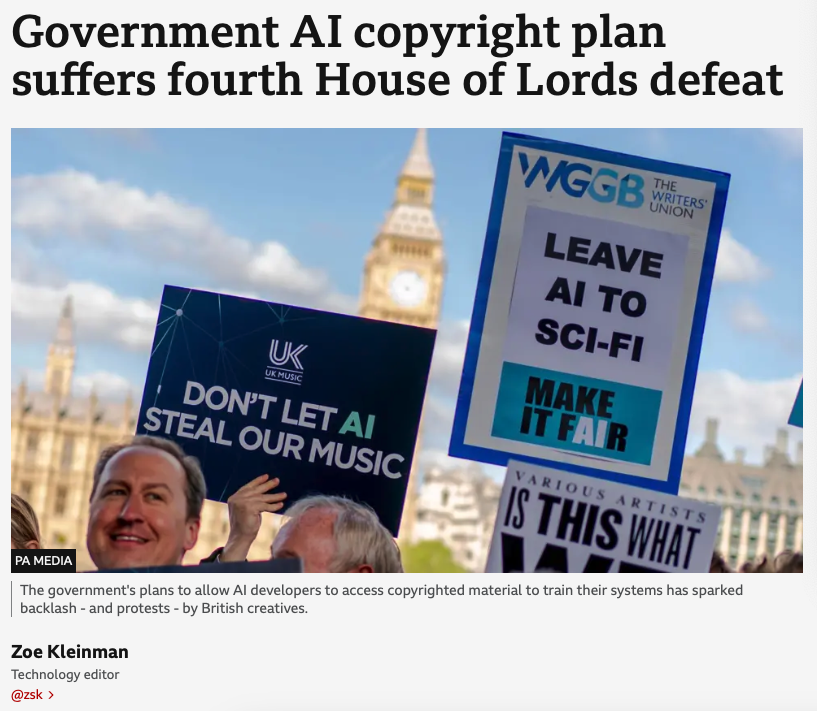 Government AI copyright plan
suffers fourth House of Lords defeat
WGGB
THE
WRITERS'
UNION
LEAVE
AI TO
SCI-FI
MAKE
IT FAIR
UK
UK MUSIC
DON'T LET AI
STEAL OUR MUSIC
VARIOUS ARTISTS
IS THIS WHAT
PA MEDIA
The government's plans to allow AI developers to access copyrighted material to train their systems has sparked
backlash - and protests - by British creatives.
Zoe Kleinman
Technology editor
@zsk >